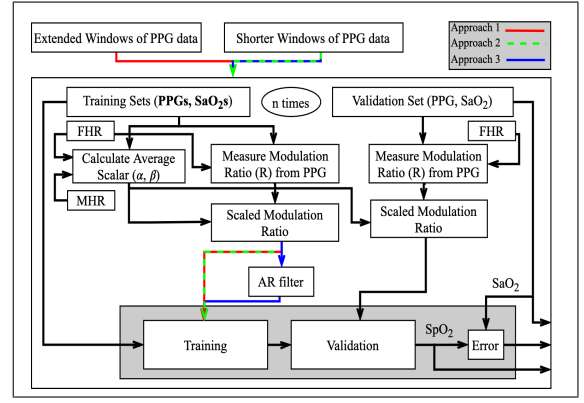 Extended Windows of PPG data
Shorter Windows of PPG data
Approach 1
Approach 2
Approach 3
Training Sets (PPGs, SaO2s)
n times
Validation Set (PPG, SaO2)
FHR
FHR
Calculate Average
Scalar (α, β)
Measure Modulation
Ratio (R) from PPG
Measure Modulation
Ratio (R) from PPG
MHR
Scaled Modulation
Ratio
Scaled Modulation
Ratio
AR filter
SaO2
Training
Validation
SpO2
Error